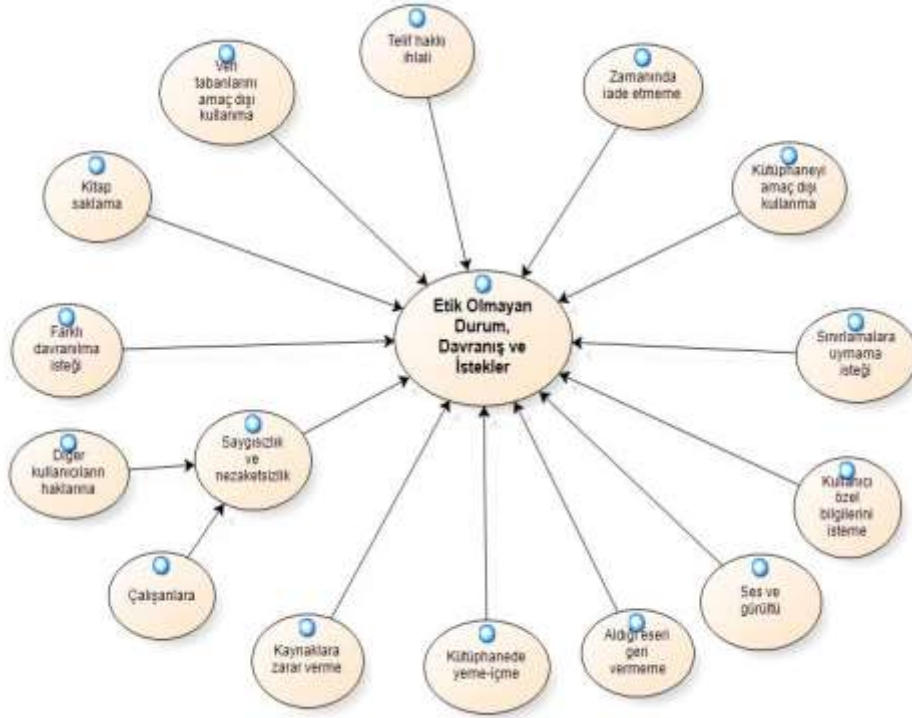 Telif hakkı
ihlali
Veri
tabanlarını
amaç dışı
kullanma
Zamanında
iade etmeme
Kitap
saklama
Kütüphaneyi
amaç dışı
kullanma
Etik Olmayan
Durum,
Davranış ve
İstekler
Farklı
davranılma
isteği
Sınırlamalara
uymama
isteği
Diğer
kullanıcıların
haklarına
Saygısızlık
ve
nezaketsizlik
Kullanıcı
özel
bilgilerini
isteme
Çalışanlara
Ses ve
gürültü
Kaynaklara
zarar verme
Kütüphanede
yeme-içme
Aldığı eseri
geri
vermeme